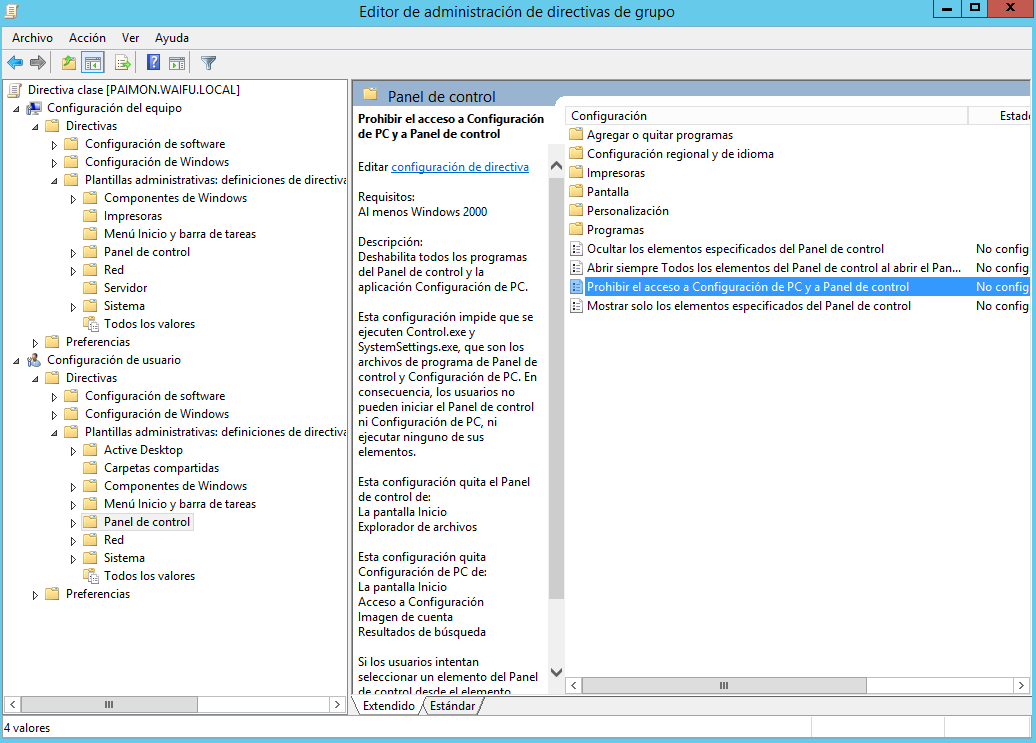 Editor de administración de directivas de grupo
Archivo Acción Ver Ayuda
Directiva clase [PAIMON.WAIFU.LOCAL]
Configuración del equipo
Directivas
Configuración de software
Configuración de Windows
Plantillas administrativas: definiciones de directiva
Componentes de Windows
Impresoras
Menú Inicio y barra de tareas
Panel de control
Red
Servidor
Sistema
Todos los valores
Preferencias
Configuración de usuario
Directivas
Configuración de software
Configuración de Windows
Plantillas administrativas: definiciones de directiva
Active Desktop
Carpetas compartidas
Componentes de Windows
Menú Inicio y barra de tareas
Panel de control
Red
Sistema
Todos los valores
Preferencias
Panel de control
Prohibir el acceso a Configuración
de PC y a Panel de control
Editar configuración de directiva
Requisitos:
Al menos Windows 2000
Descripción:
Deshabilita todos los programas
del Panel de control y la
aplicación Configuración de PC.
Esta configuración impide que se
ejecuten Control.exe y
SystemSettings.exe, que son los
archivos de programa de Panel de
control y Configuración de PC. En
consecuencia, los usuarios no
pueden iniciar el Panel de control
ni Configuración de PC, ni
ejecutar ninguno de sus
elementos.
Esta configuración quita el Panel
de control de:
La pantalla Inicio
Explorador de archivos
Esta configuración quita
Configuración de PC de:
La pantalla Inicio
Acceso a Configuración
Imagen de cuenta
Resultados de búsqueda
Si los usuarios intentan
seleccionar un elemento del Panel
de control desde el elemento
Configuración Estado
Agregar o quitar programas
Configuración regional y de idioma
Impresoras
Pantalla
Personalización
Programas
Ocultar los elementos especificados del Panel de control No config
Abrir siempre Todos los elementos del Panel de control al abrir el Pan... No config
Prohibir el acceso a Configuración de PC y a Panel de control No config
Mostrar solo los elementos especificados del Panel de control No config
Extendido Estándar
4 valores